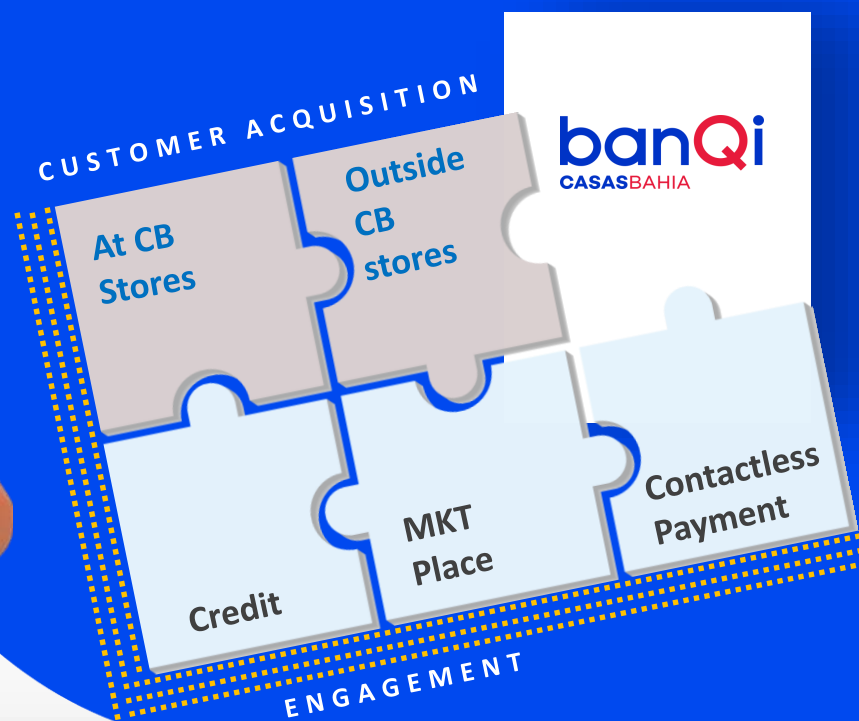 CUSTOMER ACQUISITION
banQi
CASASBAHIA
At CB
Stores
Outside
CB
stores
Credit
MKT
Place
Contactless
Payment
ENGAGEMENT